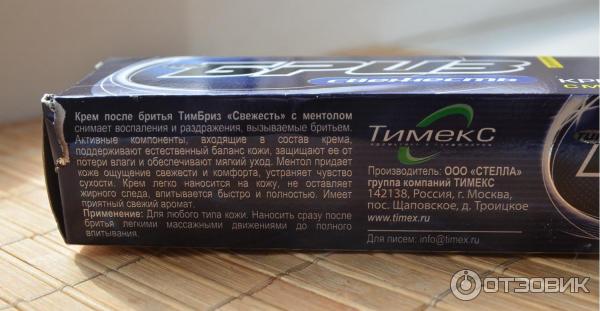 БРИЗ
свежесть
Крем после бритья ТимБриз «Свежесть» с ментолом
снимает воспаления и раздражения, вызываемые бритьем.
Активные компоненты, входящие в состав крема,
поддерживают естественный баланс кожи, защищают ее от
потери влаги и обеспечивают мягкий уход. Ментол придает
коже ощущение свежести и комфорта, устраняет чувство
сухости. Крем легко наносится на кожу, не оставляет
жирного следа, впитывается быстро и полностью. Имеет
приятный свежий аромат.
Применение: Для любого типа кожи. Наносить сразу после
бритья легкими массажными движениями до полного
впитывания.
Тимекс
Производитель: ООО «СТЕЛЛА»
группа компаний ТИМЕКС
142138, Россия, г. Москва,
пос. Щаповское, д. Троицкое
www.timex.ru
Для писем: info@timex.ru
ОТЗОВИК